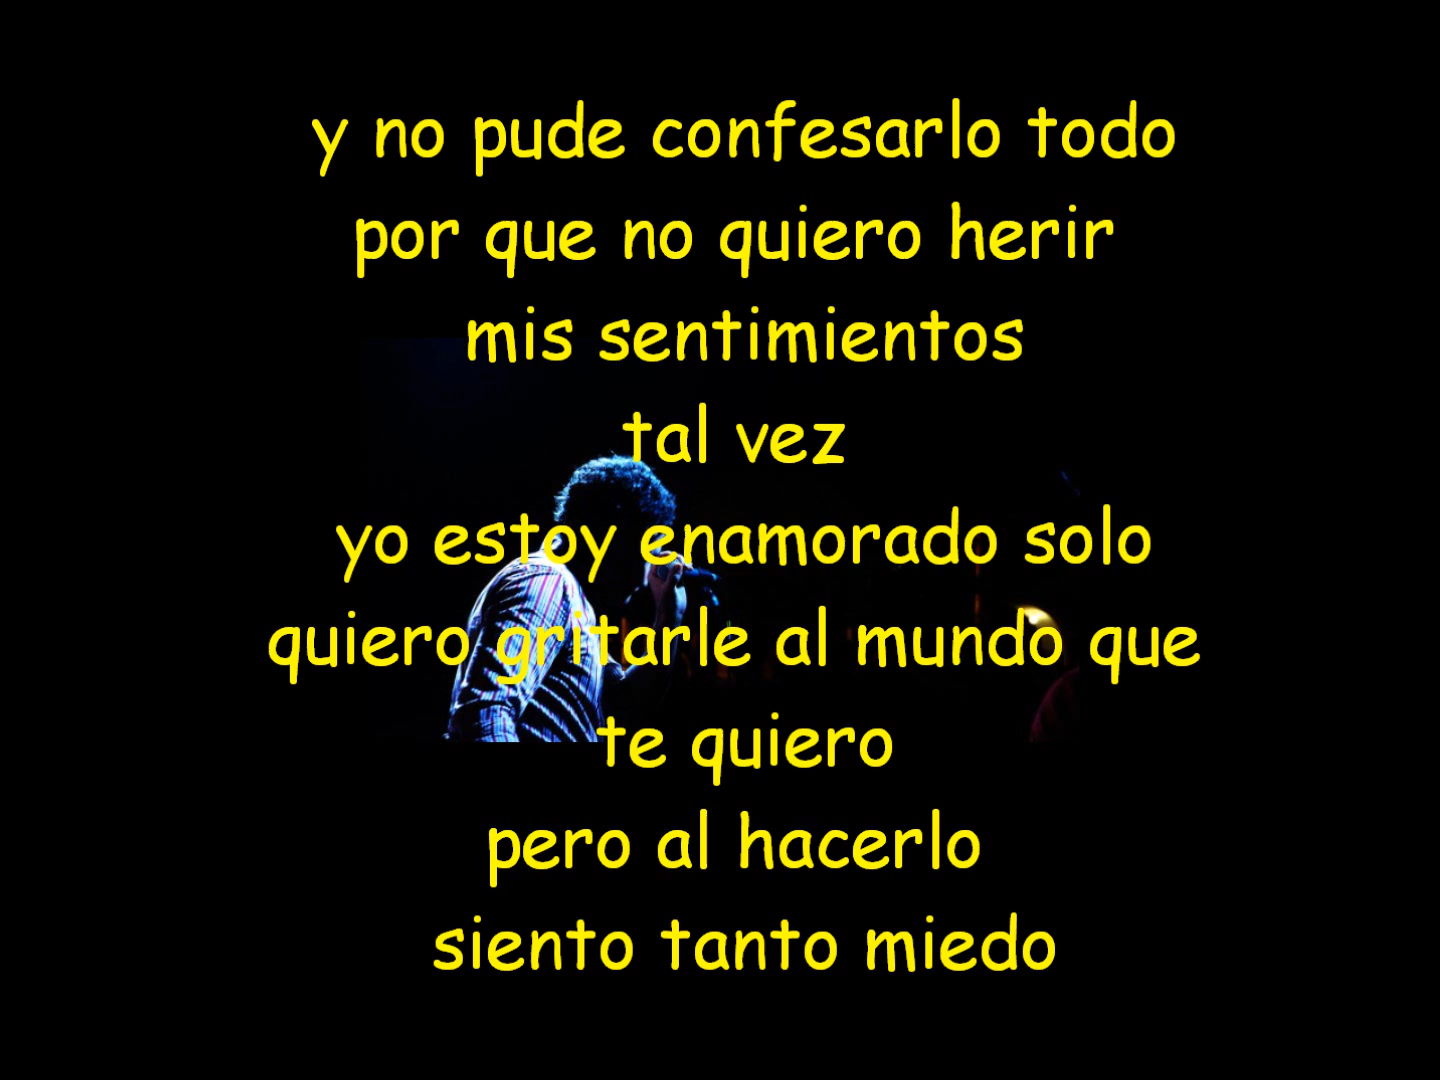 y no pude confesarlo todo
por que no quiero herir
mis sentimientos
tal vez
yo estoy enamorado solo
quiero gritarle al mundo que
te quiero
pero al hacerlo
siento tanto miedo